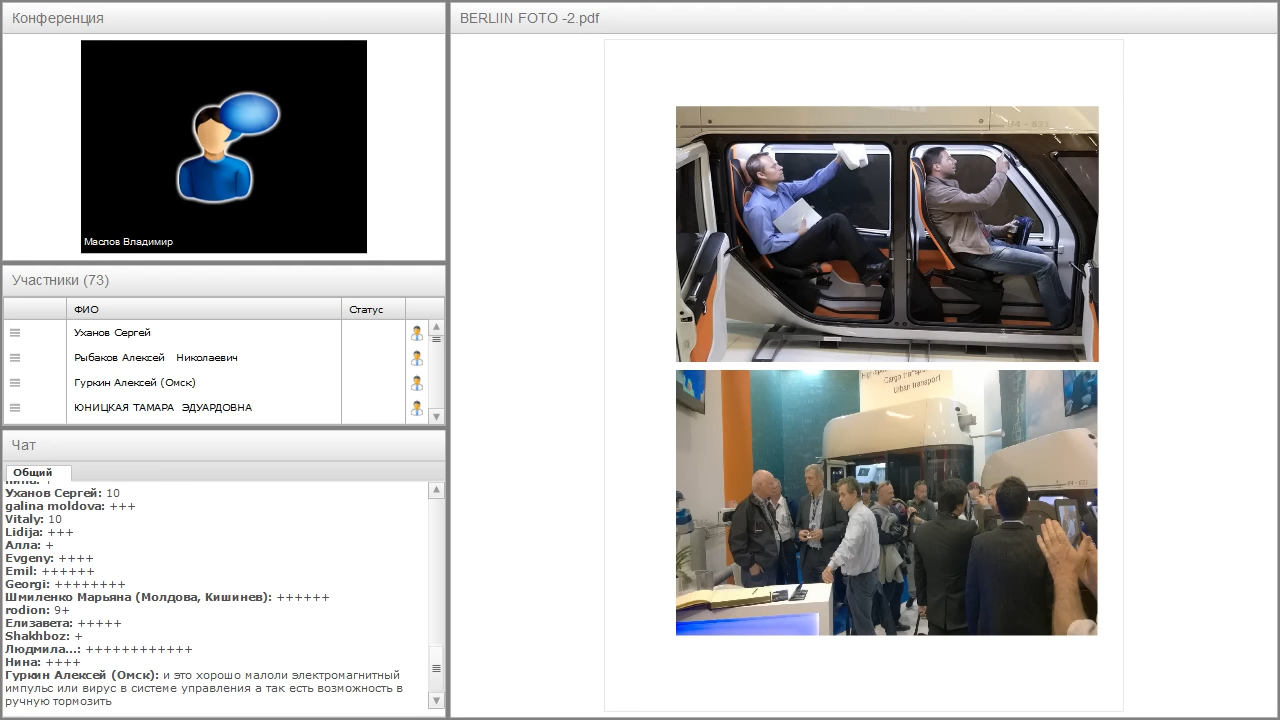 Конференция
Маслов Владимир
Участники (73)
ФИО
Статус
Уханов Сергей
Рыбаков Алексей Николаевич
Гуркин Алексей (Омск)
ЮНИЦКАЯ ТАМАРА ЭДУАРДОВНА
Чат
Общий
Уханов Сергей: 10
galina moldova: +++
Vitaly: 10
Lidija: +++
Алла: +
Evgeny: ++++
Emil: ++++++
Georgi: ++++++++
Шмиленко Марьяна (Молдова, Кишинев): ++++++
rodion: 9+
Елизавета: +++++
Shakhboz: +
Людмила...: ++++++++++++
Нина: ++++
Гуркин Алексей (Омск): и это хорошо малоли электромагнитный
импульс или вирус в системе управления а так есть возможность в
ручную тормозить
BERLIIN FOTO -2.pdf
Cargo
Urban transport